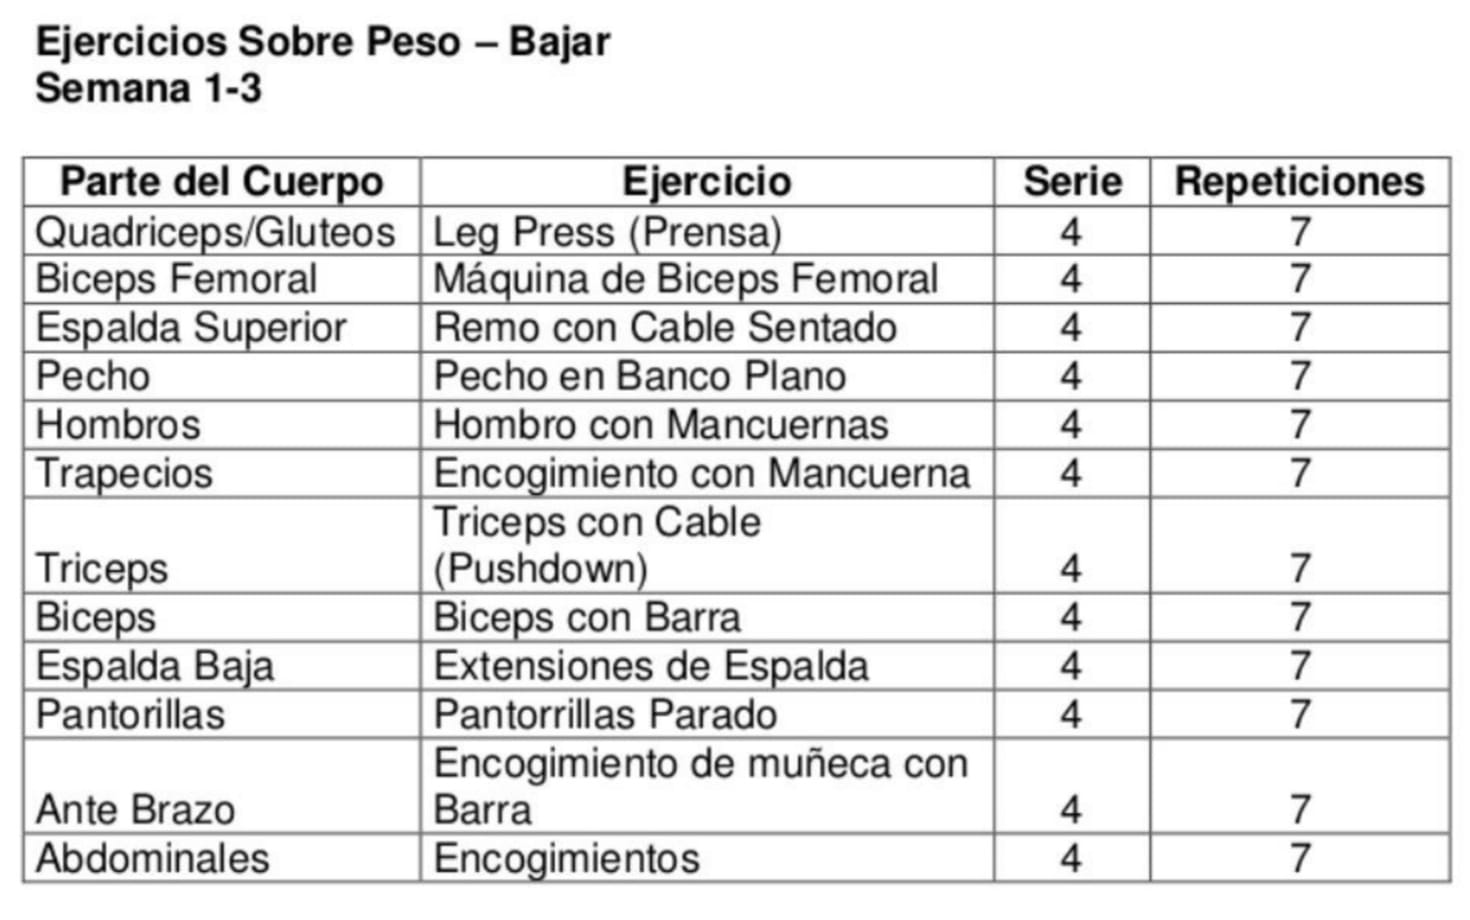 Ejercicios Sobre Peso – Bajar
Semana 1-3
Parte del Cuerpo Ejercicio Serie Repeticiones
Quadriceps/Gluteos Leg Press (Prensa) 4 7
Biceps Femoral Máquina de Biceps Femoral 4 7
Espalda Superior Remo con Cable Sentado 4 7
Pecho Pecho en Banco Plano 4 7
Hombros Hombro con Mancuernas 4 7
Trapecios Encogimiento con Mancuerna 4 7
Triceps con Cable
Triceps (Pushdown) 4 7
Biceps Biceps con Barra 4 7
Espalda Baja Extensiones de Espalda 4 7
Pantorillas Pantorrillas Parado 4 7
Encogimiento de muñeca con
Ante Brazo Barra 4 7
Abdominales Encogimientos 4 7